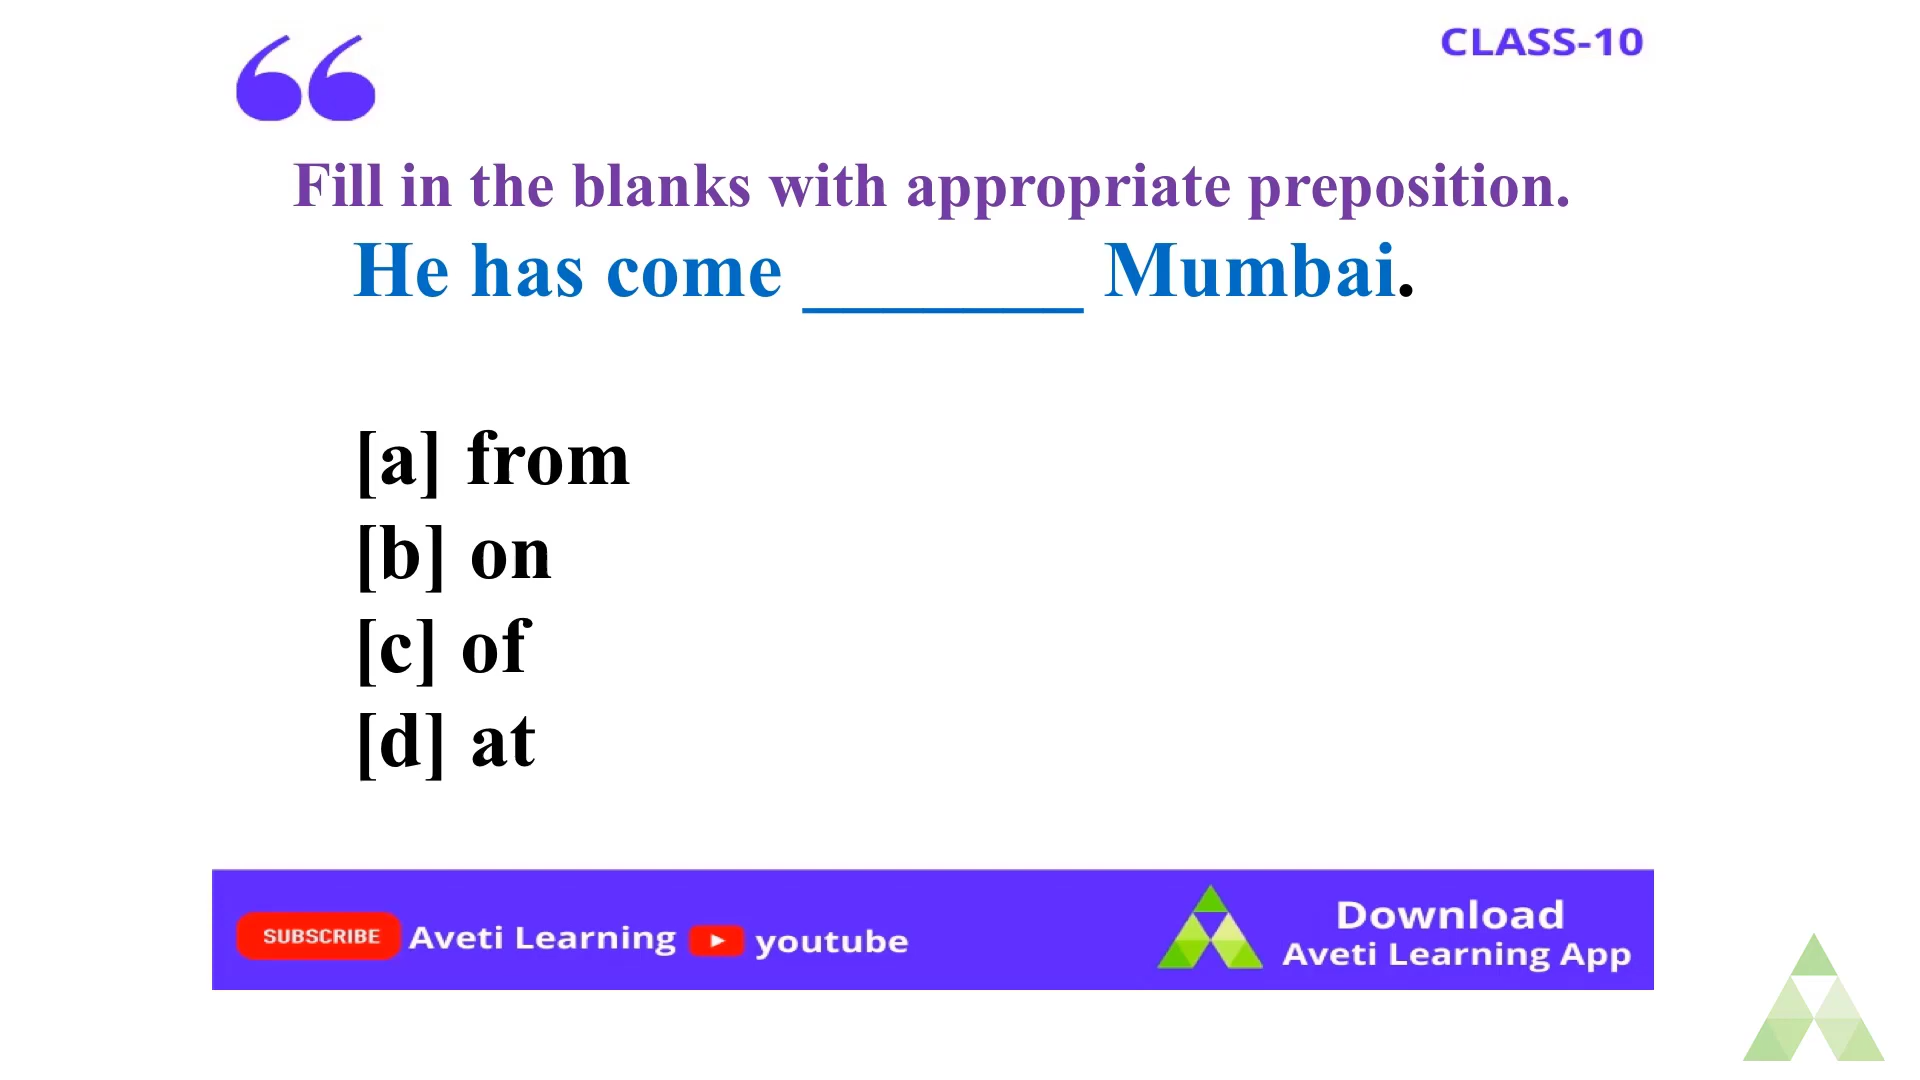 CLASS-10
Fill in the blanks with appropriate preposition.
He has come _______ Mumbai.
[a] from
[b] on
[c] of
[d] at
SUBSCRIBE Aveti Learning youtube
Download
Aveti Learning App